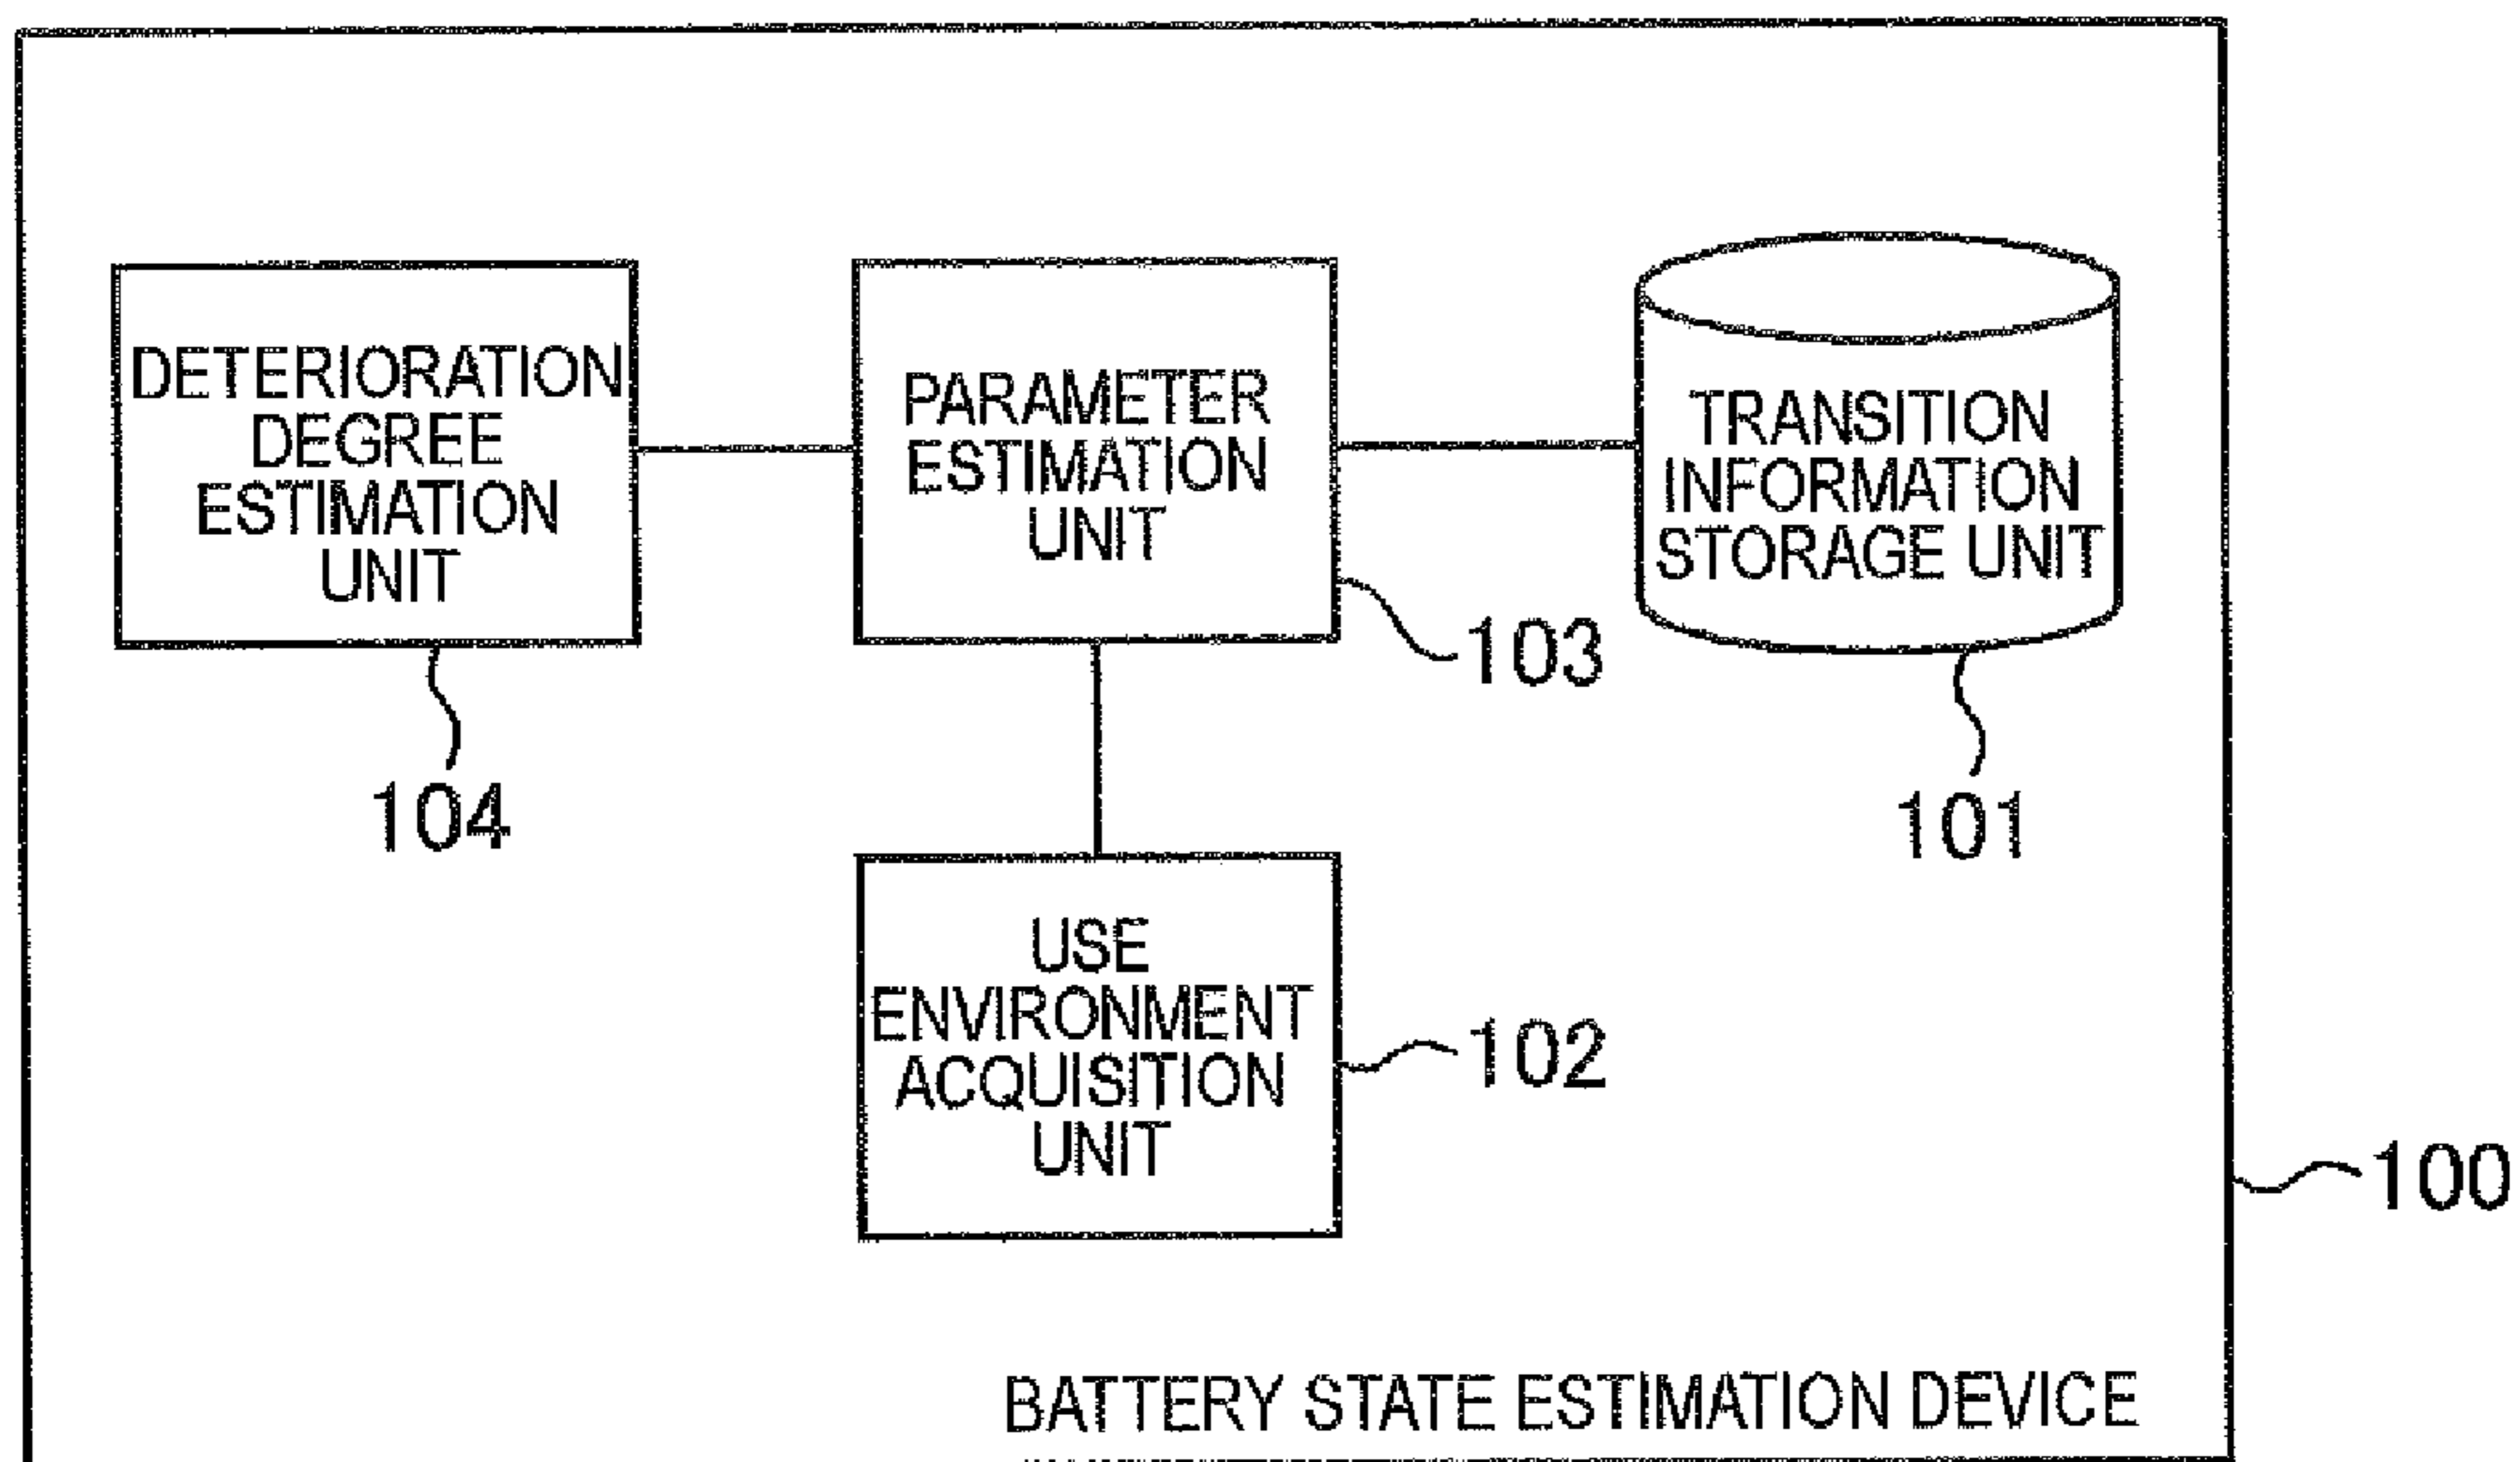 DETERIORATION
DEGREE
ESTIMATION
UNIT
104
PARAMETER
ESTIMATION
UNIT
103
TRANSITION
INFORMATION
STORAGE UNIT
101
USE
ENVIRONMENT
ACQUISITION
UNIT
102
100
BATTERY STATE ESTIMATION DEVICE